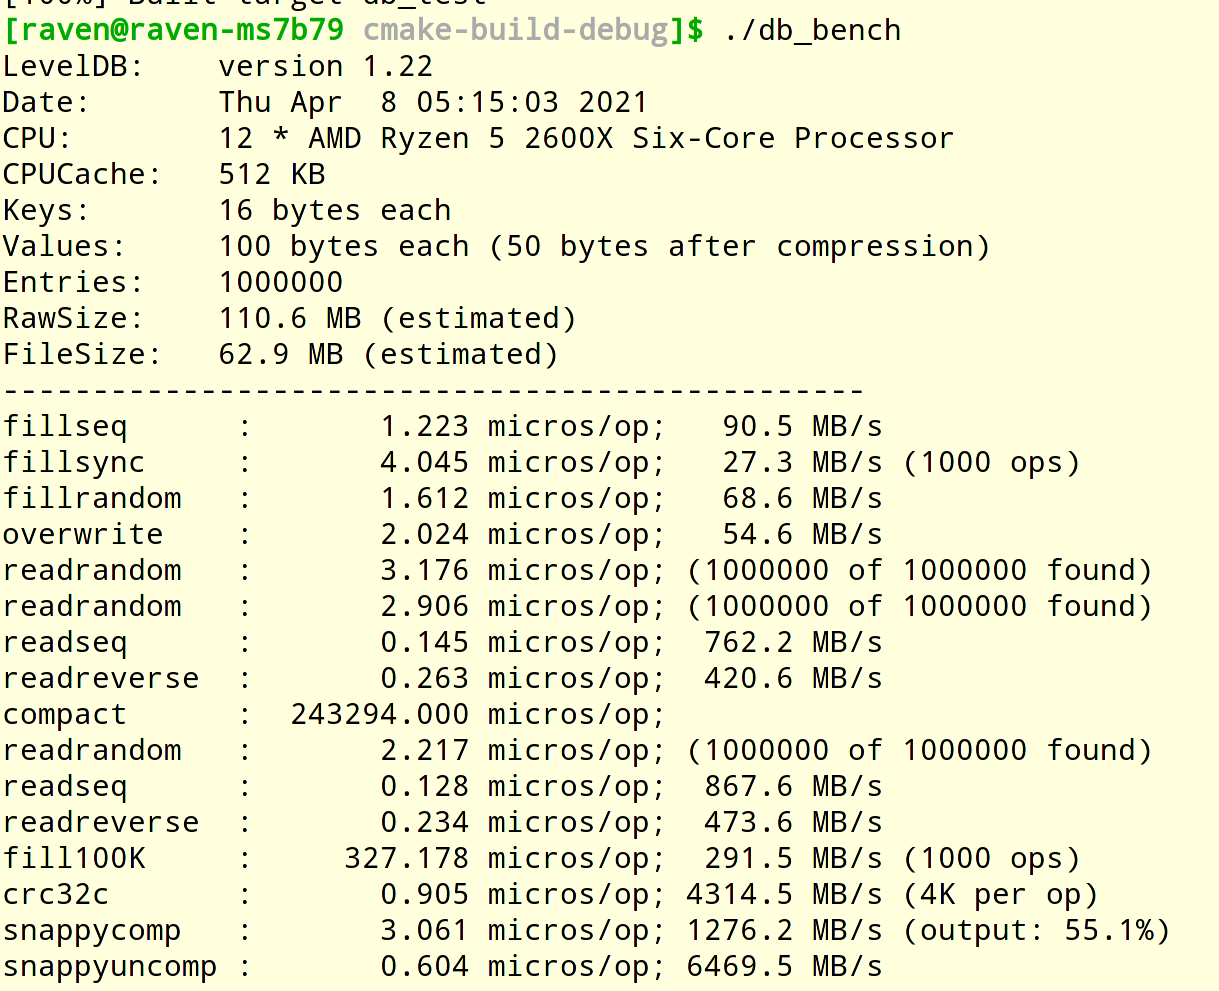 [100%] Built target db_test
[raven@raven-ms7b79 cmake-build-debug]$ ./db_bench
LevelDB:    version 1.22
Date:       Thu Apr  8 05:15:03 2021
CPU:        12 * AMD Ryzen 5 2600X Six-Core Processor
CPUCache:   512 KB
Keys:       16 bytes each
Values:     100 bytes each (50 bytes after compression)
Entries:    1000000
RawSize:    110.6 MB (estimated)
FileSize:   62.9 MB (estimated)
------------------------------------------------
fillseq      :       1.223 micros/op;   90.5 MB/s
fillsync     :       4.045 micros/op;   27.3 MB/s (1000 ops)
fillrandom   :       1.612 micros/op;   68.6 MB/s
overwrite    :       2.024 micros/op;   54.6 MB/s
readrandom   :       3.176 micros/op; (1000000 of 1000000 found)
readrandom   :       2.906 micros/op; (1000000 of 1000000 found)
readseq      :       0.145 micros/op;  762.2 MB/s
readreverse  :       0.263 micros/op;  420.6 MB/s
compact      :  243294.000 micros/op;
readrandom   :       2.217 micros/op; (1000000 of 1000000 found)
readseq      :       0.128 micros/op;  867.6 MB/s
readreverse  :       0.234 micros/op;  473.6 MB/s
fill100K     :     327.178 micros/op;  291.5 MB/s (1000 ops)
crc32c       :       0.905 micros/op; 4314.5 MB/s (4K per op)
snappycomp   :       3.061 micros/op; 1276.2 MB/s (output: 55.1%)
snappyuncomp :       0.604 micros/op; 6469.5 MB/s